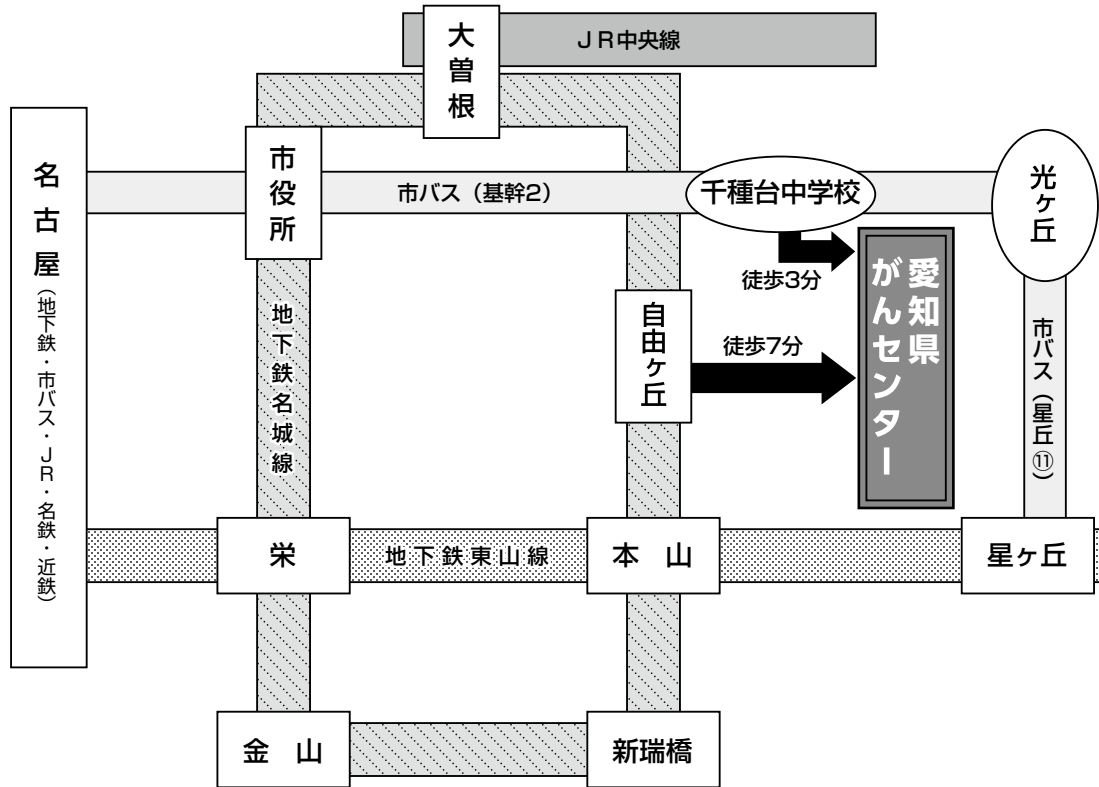 JR中央線
大曽根
名古屋
(地下鉄・市バス・JR・名鉄・近鉄)
市役所
市バス(基幹2)
千種台中学校
光ヶ丘
徒歩3分
愛知県
がんセンター
地下鉄名城線
自由ヶ丘
徒歩7分
市バス(星丘⑪)
栄
地下鉄東山線
本山
星ヶ丘
金山
新瑞橋